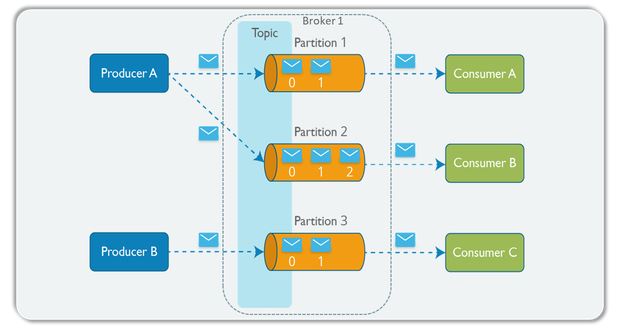 Broker 1
Topic
Partition 1
Producer A
0 1
Consumer A
Partition 2
0 1 2
Consumer B
Partition 3
Producer B
0 1
Consumer C